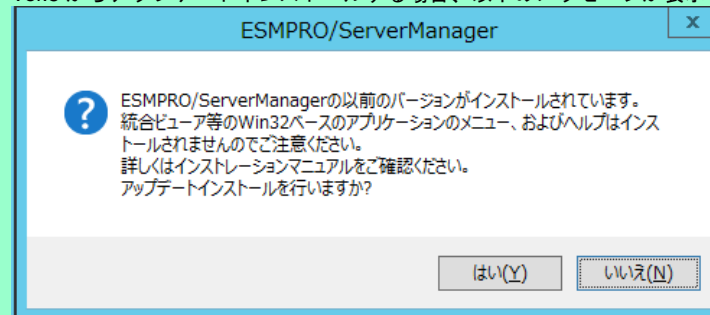 ESMPRO/ServerManager
x
ESMPRO/ServerManagerの以前のバージョンがインストールされています。
統合ビューア等のWin32ベースのアプリケーションのメニュー、およびヘルプはインス
トールされませんのでご注意ください。
詳しくはインストレーションマニュアルをご確認ください。
アップデートインストールを行いますか?
はい(Y)
いいえ(N)